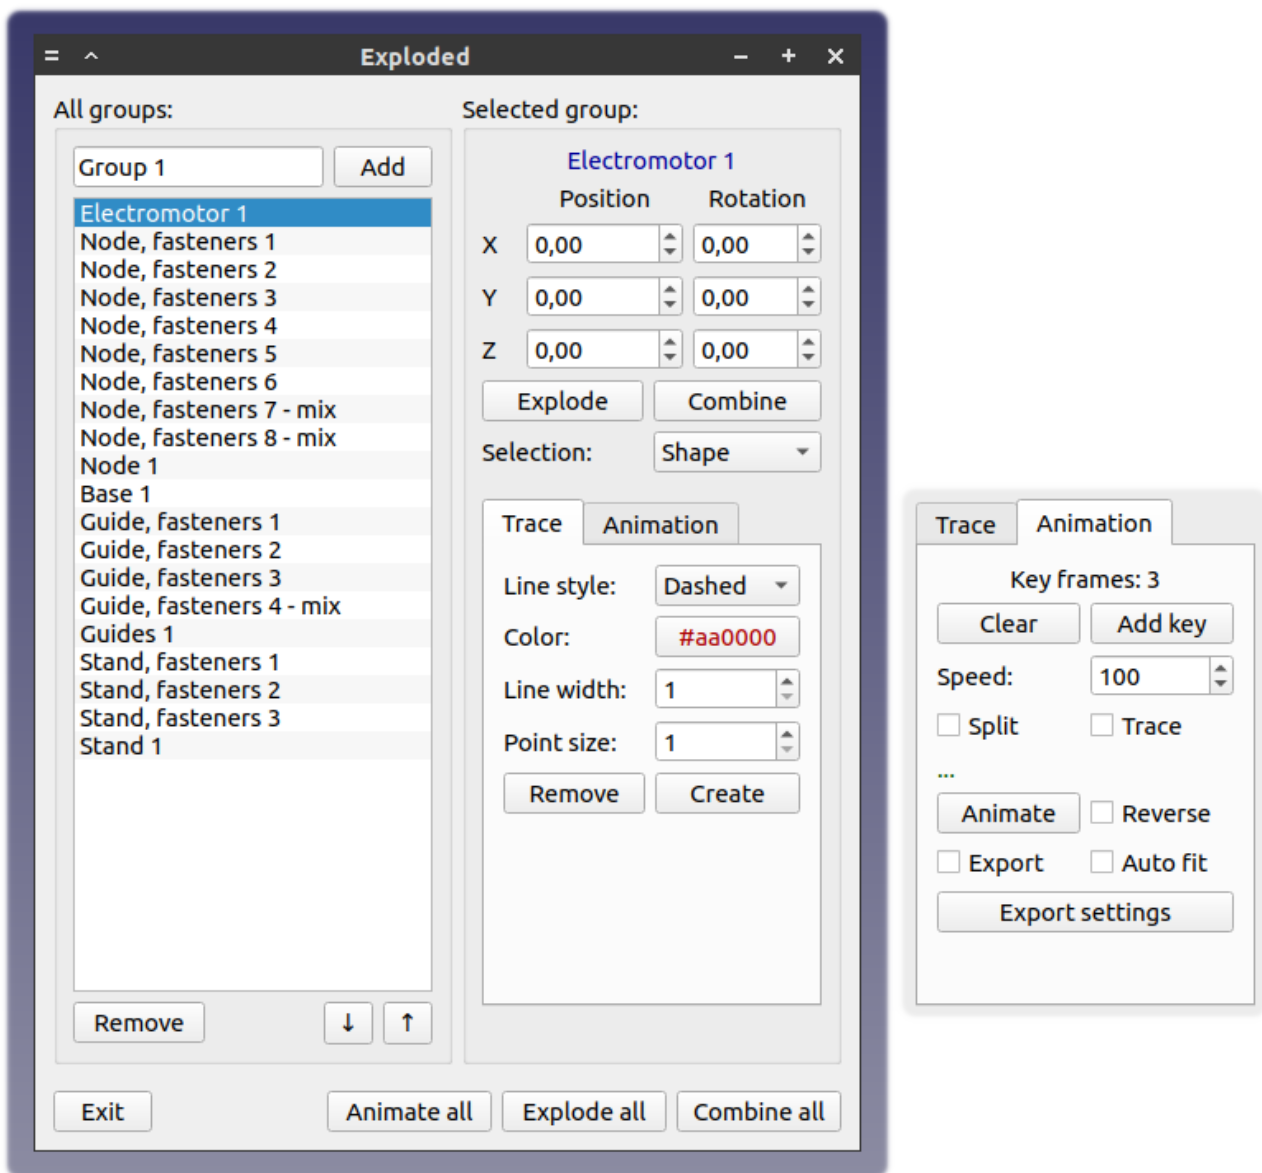 Exploded
All groups:
Group 1 Add
Electromotor 1
Node, fasteners 1
Node, fasteners 2
Node, fasteners 3
Node, fasteners 4
Node, fasteners 5
Node, fasteners 6
Node, fasteners 7 - mix
Node, fasteners 8 - mix
Node 1
Base 1
Guide, fasteners 1
Guide, fasteners 2
Guide, fasteners 3
Guide, fasteners 4 - mix
Guides 1
Stand, fasteners 1
Stand, fasteners 2
Stand, fasteners 3
Stand 1
Remove ↓ ↑
Selected group:
Electromotor 1
Position Rotation
X 0,00 0,00
Y 0,00 0,00
Z 0,00 0,00
Explode Combine
Selection: Shape
Trace Animation
Line style: Dashed
Color: #aa0000
Line width: 1
Point size: 1
Remove Create
Exit Animate all Explode all Combine all
Trace Animation
Key frames: 3
Clear Add key
Speed: 100
Split Trace
...
Animate Reverse
Export Auto fit
Export settings